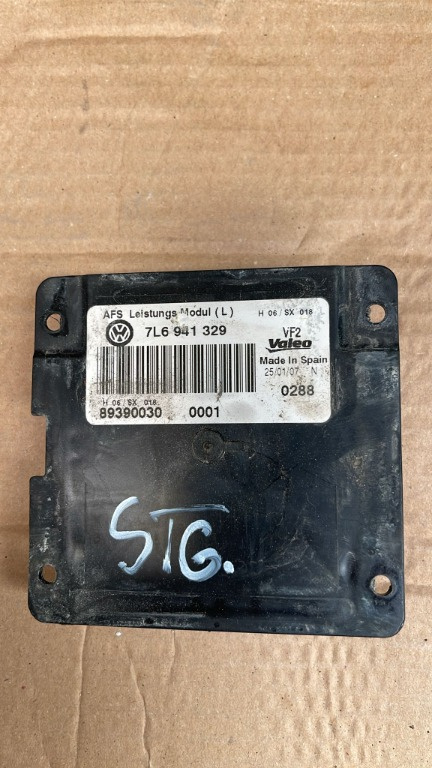 AFS Leistungs Modul ( L ) H 06 / SX 018
7L6 941 329 VF2
Valeo
Made In Spain
25/01/07 N
H 06 / SX 018 0288
89390030 0001
STG.